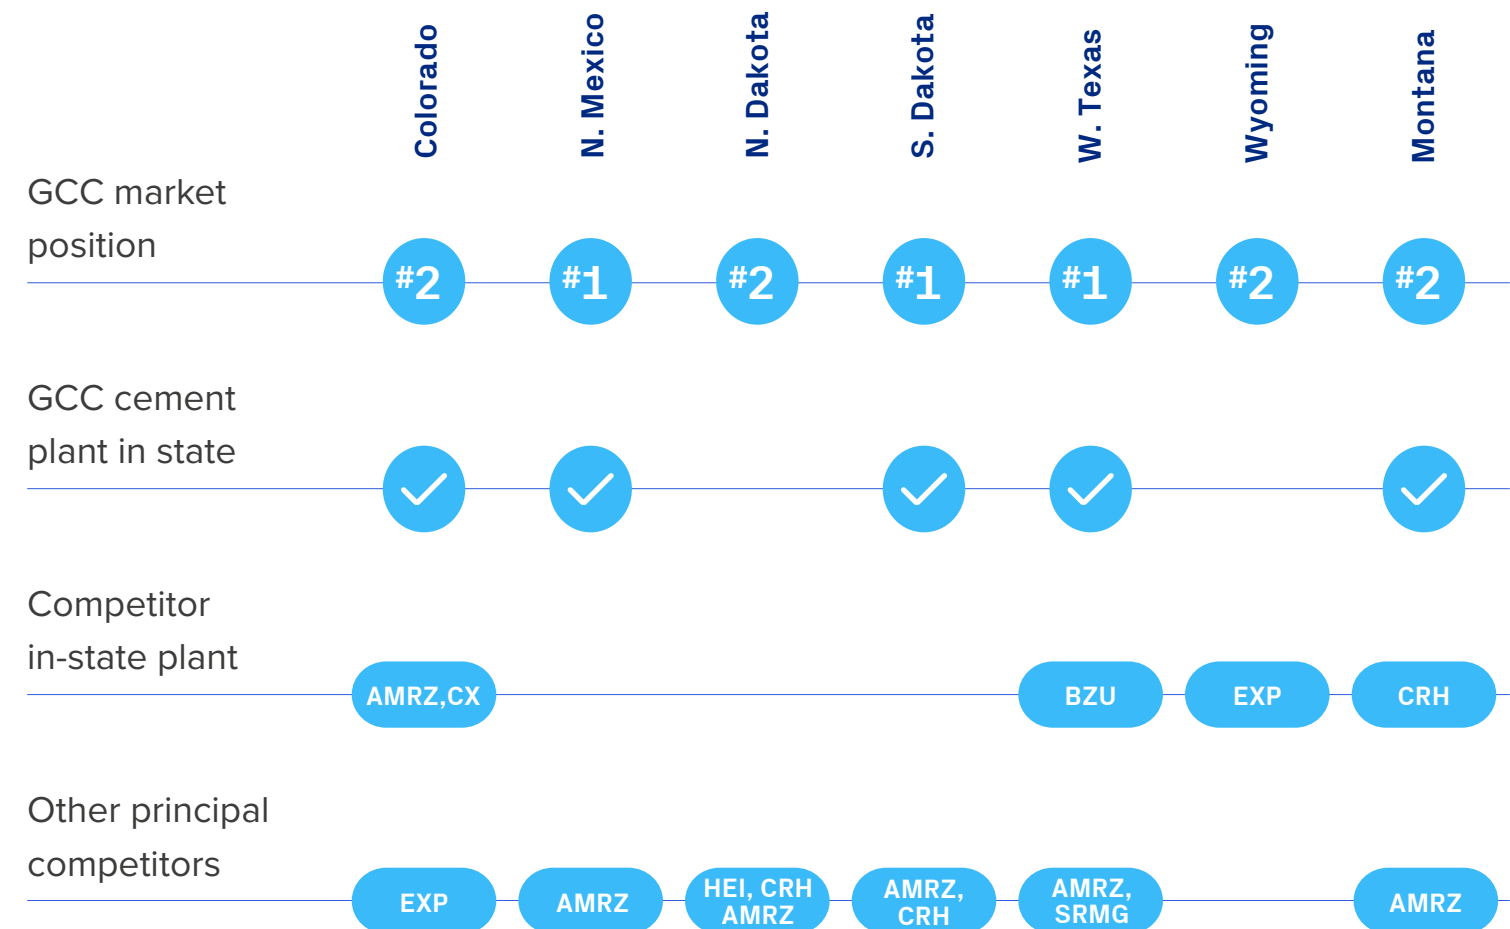 Colorado
N. Mexico
N. Dakota
S. Dakota
W. Texas
Wyoming
Montana
GCC market
position
#2
#1
#2
#1
#1
#2
#2
GCC cement
plant in state
Competitor
in-state plant
AMRZ,CX
BZU
EXP
CRH
Other principal
competitors
EXP
AMRZ
HEI, CRH
AMRZ
AMRZ,
CRH
AMRZ,
SRMG
AMRZ